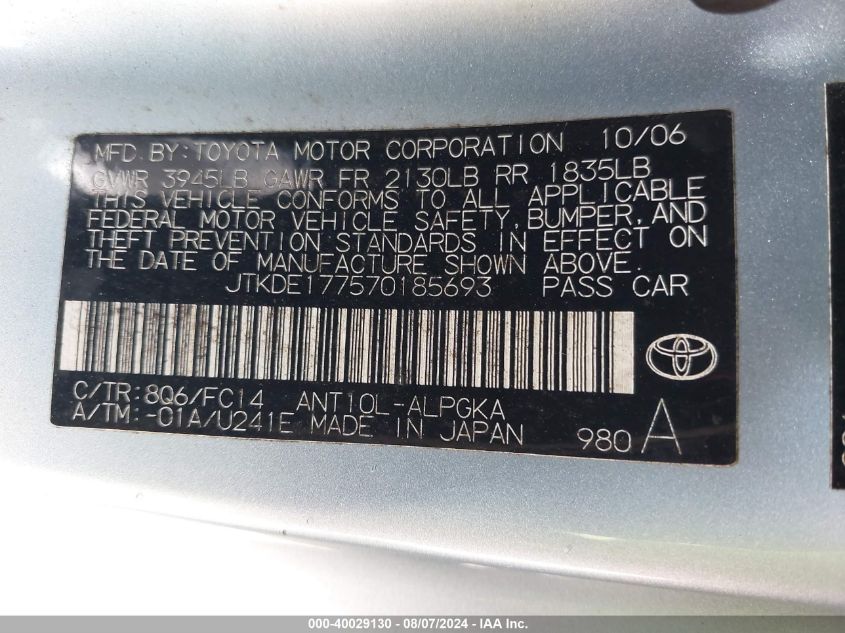 MFD. BY: TOYOTA MOTOR CORPORATION 10/06
GVWR 3945LB GAWR FR 2130LB RR 1835LB
THIS VEHICLE CONFORMS TO ALL APPLICABLE
FEDERAL MOTOR VEHICLE SAFETY, BUMPER, AND
THEFT PREVENTION STANDARDS IN EFFECT ON
THE DATE OF MANUFACTURE SHOWN ABOVE.
JTKDE177570185693 PASS CAR
C/TR: 8Q6/FC14 ANT10L-ALPGKA
A/TM: -01A/U241E MADE IN JAPAN 980 A
000-40029130 - 08/07/2024 - IAA Inc.